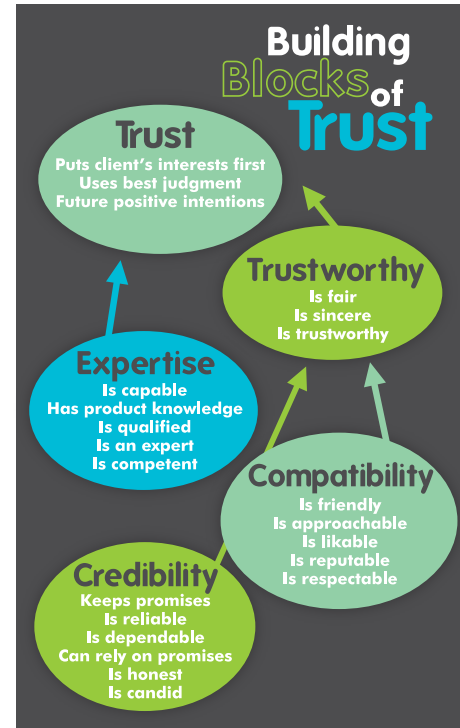 Building
Blocks of
Trust
Trust
Puts client's interests first
Uses best judgment
Future positive intentions
Trustworthy
Is fair
Is sincere
Is trustworthy
Expertise
Is capable
Has product knowledge
Is qualified
Is an expert
Is competent
Compatibility
Is friendly
Is approachable
Is likable
Is reputable
Is respectable
Credibility
Keeps promises
Is reliable
Is dependable
Can rely on promises
Is honest
Is candid